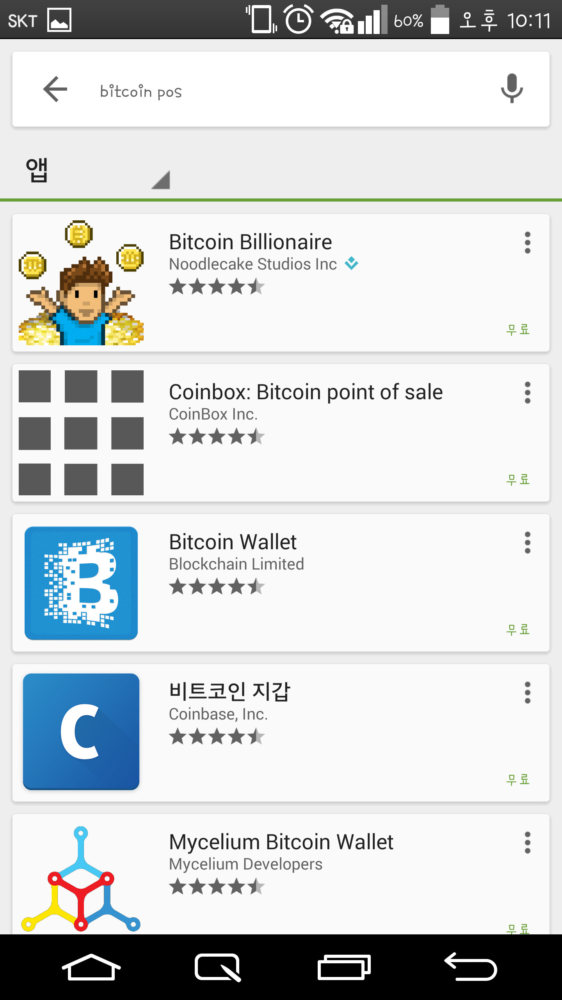 SKT 60% 오후 10:11
bitcoin pos
앱
Bitcoin Billionaire
Noodlecake Studios Inc
무료
Coinbox: Bitcoin point of sale
CoinBox Inc.
무료
Bitcoin Wallet
Blockchain Limited
무료
비트코인 지갑
Coinbase, Inc.
무료
Mycelium Bitcoin Wallet
Mycelium Developers
무료